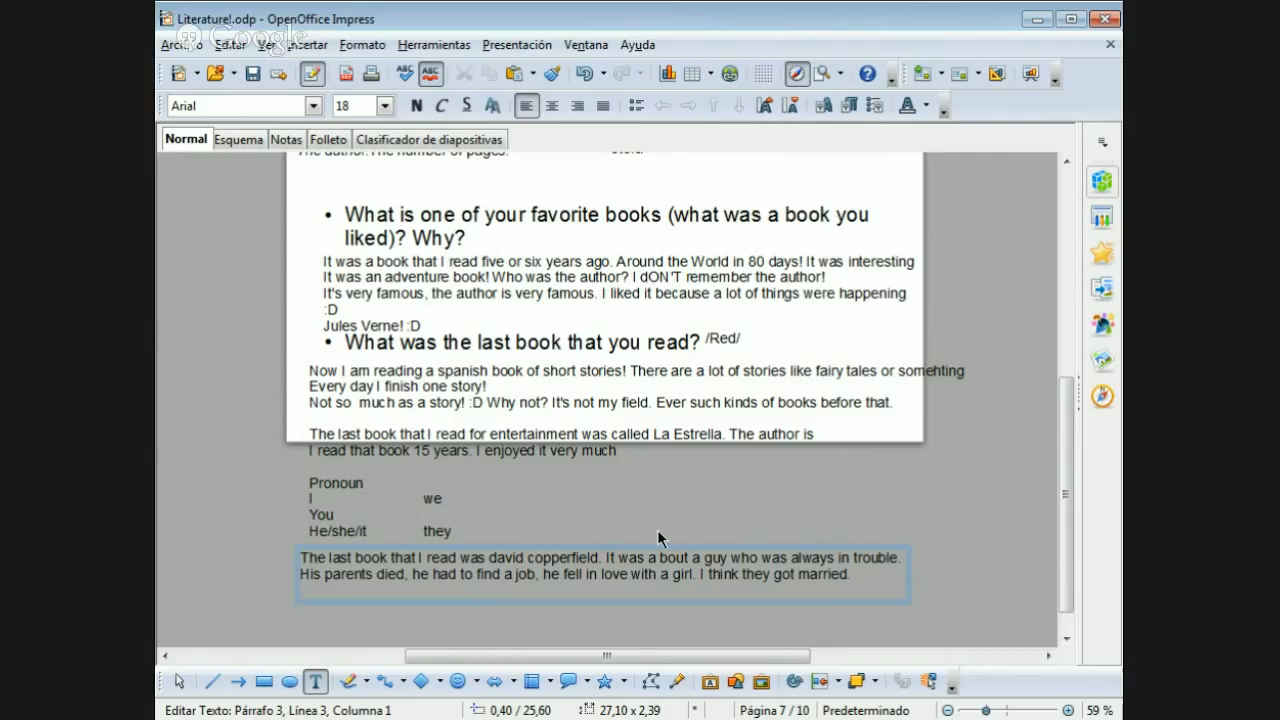 Literature!.odp - OpenOffice Impress
Google
Archivo Editar Ver Insertar Formato Herramientas Presentación Ventana Ayuda
Arial 18 N C S
Normal Esquema Notas Folleto Clasificador de diapositivas
The author. The number of pages.
• What is one of your favorite books (what was a book you
liked)? Why?
It was a book that I read five or six years ago. Around the World in 80 days! It was interesting
It was an adventure book! Who was the author? I dON'T remember the author!
It's very famous, the author is very famous. I liked it because a lot of things were happening
:D
Jules Verne! :D
• What was the last book that you read? /Red/
Now I am reading a spanish book of short stories! There are a lot of stories like fairy tales or somehting
Every day I finish one story!
Not so much as a story! :D Why not? It's not my field. Ever such kinds of books before that.
The last book that I read for entertainment was called La Estrella. The author is
I read that book 15 years. I enjoyed it very much
Pronoun
I we
You
He/she/it they
The last book that I read was david copperfield. It was a bout a guy who was always in trouble.
His parents died, he had to find a job, he fell in love with a girl. I think they got married.
Editar Texto: Párrafo 3, Línea 3, Columna 1 0,40 / 25,60 27,10 x 2,39 * Página 7 / 10 Predeterminado 59 %